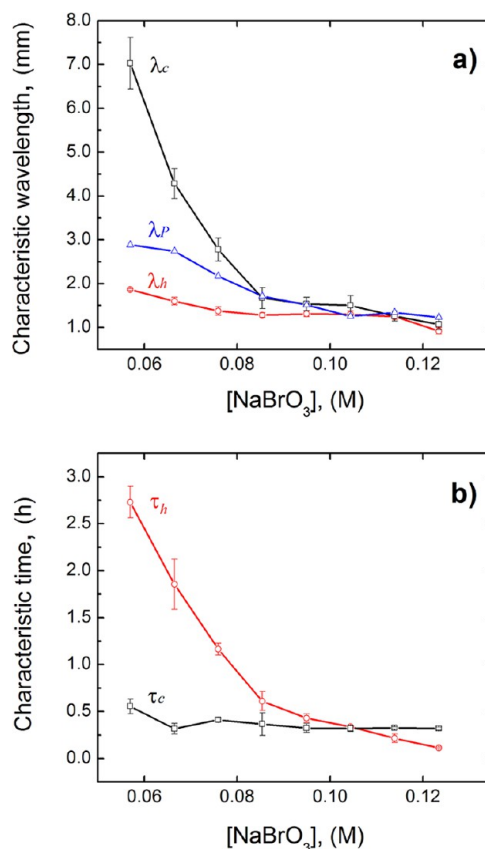 a)
8.0
7.0
6.0
5.0
4.0
3.0
2.0
1.0
Characteristic wavelength, (mm)
λc
λP
λh
0.06 0.08 0.10 0.12
[NaBrO₃], (M)
b)
3.0
2.5
2.0
1.5
1.0
0.5
0.0
Characteristic time, (h)
τh
τc
0.06 0.08 0.10 0.12
[NaBrO₃], (M)